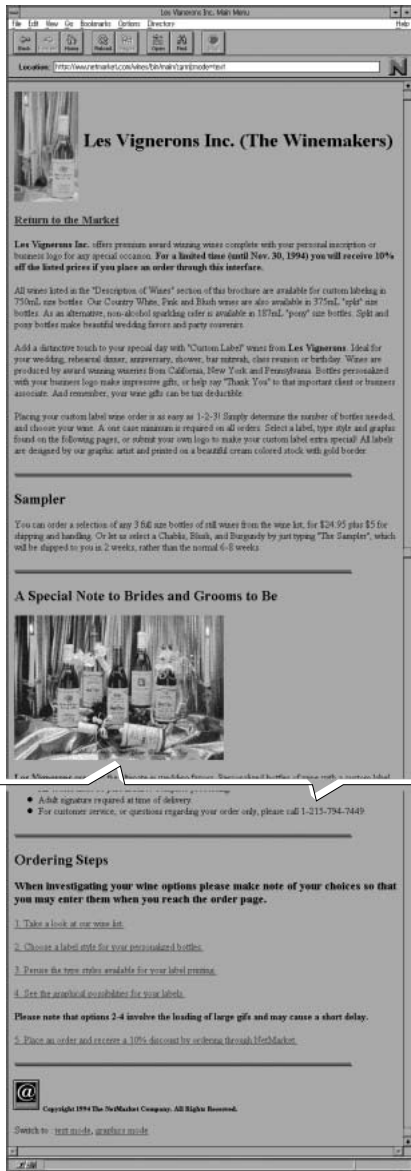 Les Vignerons Inc. Main Menu
File Edit View Go Bookmarks Options Directory Help
Back Home Reload Open Find
Location: http://www.netmarket.com/wines/bin/main/
Les Vignerons Inc. (The Winemakers)
Return to the Market
Les Vignerons Inc. offers premium award winning wines complete with your personal inscription or
business logo for any special occasion. For a limited time (until Nov. 30, 1994) you will receive 10%
off the listed prices if you place an order through this interface.
All wines listed in the "Description of Wines" section of this brochure are available for custom labeling in
750mL size bottles. Our Country White, Pink and Blush wines are also available in 375mL "split" size
bottles. As an alternative, non-alcohol sparkling cider is available in 187mL "pony" size bottles. Split and
pony bottles make beautiful wedding favors and party souvenirs.
Add a distinctive touch to your special day with "Custom Label" wines from Les Vignerons. Ideal for
your wedding, rehearsal dinner, anniversary, shower, bar mitzvah, class reunion or birthday. Wines are
produced by award winning wineries from California, New York and Pennsylvania. Bottles personalized
with your business logo make impressive gifts, or help say "Thank You" to that important client or business
associate. And remember, your wine gifts can be tax deductible.
Placing your custom label wine order is as easy as 1-2-3! Simply determine the number of bottles needed,
and choose your wine. A one case minimum is required on all orders. Select a label, type style and graphic
found on the following pages, or submit your own logo to make your custom label extra special! All labels
are designed by our graphic artist and printed on a beautiful cream colored stock with gold border.
Sampler
You can order a selection of any 3 full size bottles of still wines from the wine list, for $24.95 plus $5 for
shipping and handling. Or let us select a Chablis, Blush, and Burgundy by just typing "The Sampler", which
will be shipped to you in 2 weeks, rather than the normal 6-8 weeks.
A Special Note to Brides and Grooms to Be
Adult signature required at time of delivery.
For customer service, or questions regarding your order only, please call 1-215-794-7449
Ordering Steps
When investigating your wine options please make note of your choices so that
you may enter them when you reach the order page.
1. Take a look at our wine list.
2. Choose a label style for your personalized bottles.
3. Peruse the type styles available for your label printing.
4. See the graphical possibilities for your labels.
Please note that options 2-4 involve the loading of large gifs and may cause a short delay.
5. Place an order and receive a 10% discount by ordering through NetMarket.
Copyright 1994 The NetMarket Company. All Rights Reserved.
Switch to : text mode, graphics mode